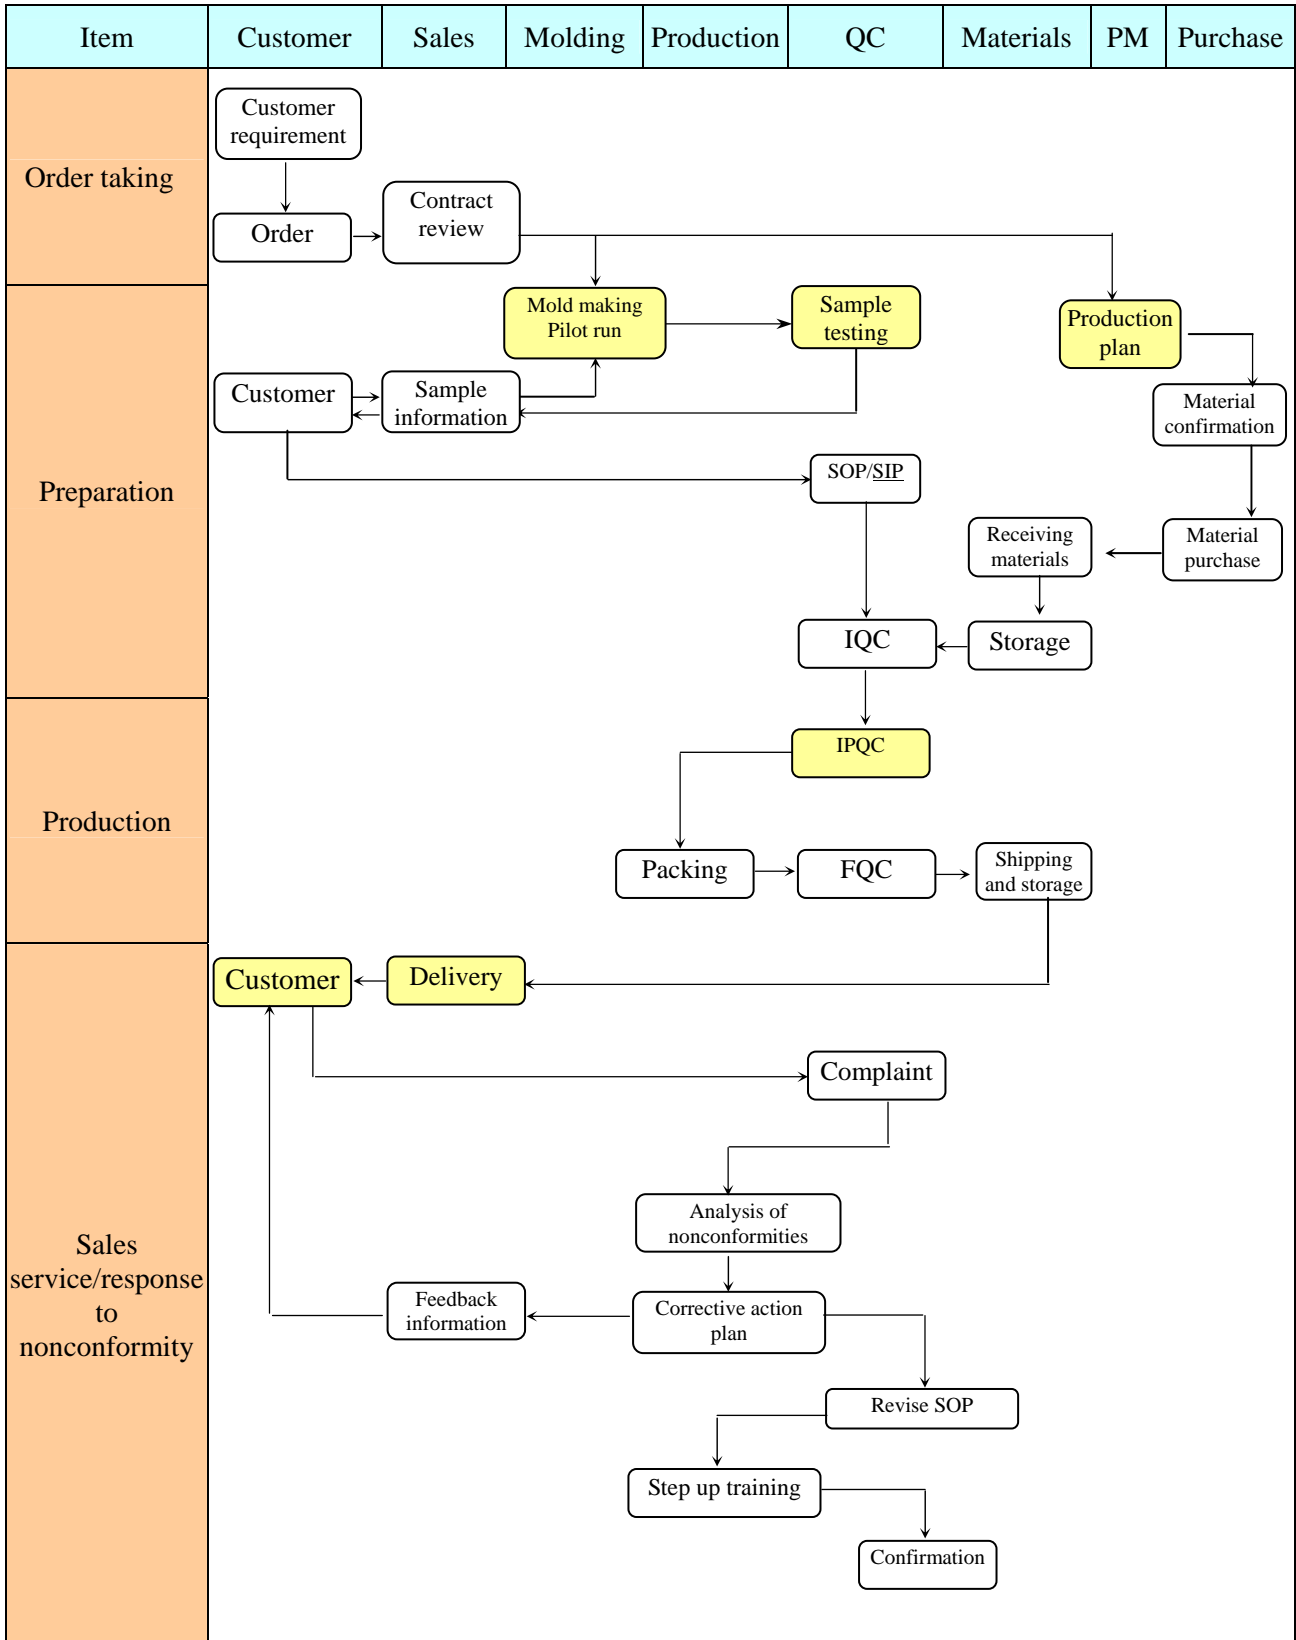 Item
Customer
Sales
Molding
Production
QC
Materials
PM
Purchase
Order taking
Customer
requirement
Order
Contract
review
Preparation
Mold making
Pilot run
Sample
testing
Production
plan
Customer
Sample
information
Material
confirmation
SOP/SIP
Receiving
materials
Material
purchase
IQC
Storage
Production
IPQC
Packing
FQC
Shipping
and storage
Sales
service/response
to
nonconformity
Customer
Delivery
Complaint
Analysis of
nonconformities
Feedback
information
Corrective action
plan
Revise SOP
Step up training
Confirmation